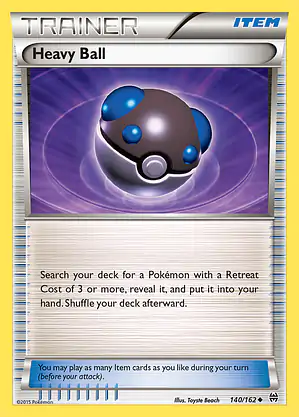 TRAINER
ITEM
Heavy Ball
Search your deck for a Pokémon with a Retreat
Cost of 3 or more, reveal it, and put it into your
hand. Shuffle your deck afterward.
You may play as many Item cards as you like during your turn
(before your attack).
©2015 Pokémon
Illus. Toyste Beach
140/162